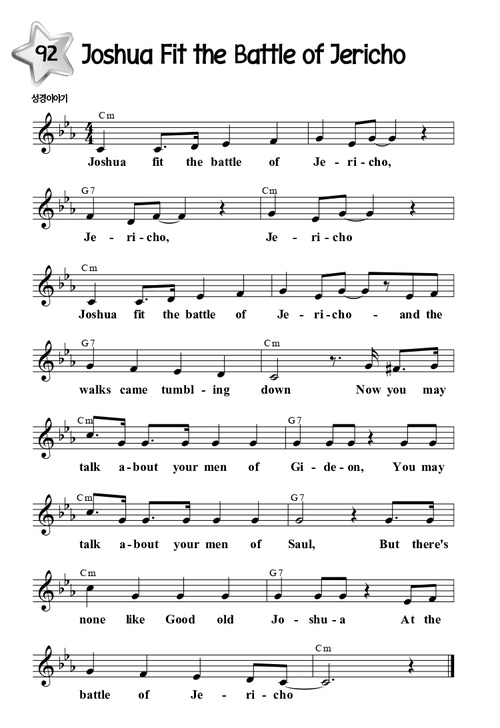 92 Joshua Fit the Battle of Jericho
성경이야기
Cm
4 4
Joshua fit the battle of Je - ri - cho,
G7 Cm
Je - ri - cho, Je - ri - cho
Cm
Joshua fit the battle of Je - ri - cho - and the
G7 Cm
walks came tumbl - ing down Now you may
Cm G7
talk a - bout your men of Gi - de - on, You may
Cm G7
talk a - bout your men of Saul, But there's
Cm G7
none like Good old Jo - shu - a At the
Cm
battle of Je - ri - cho